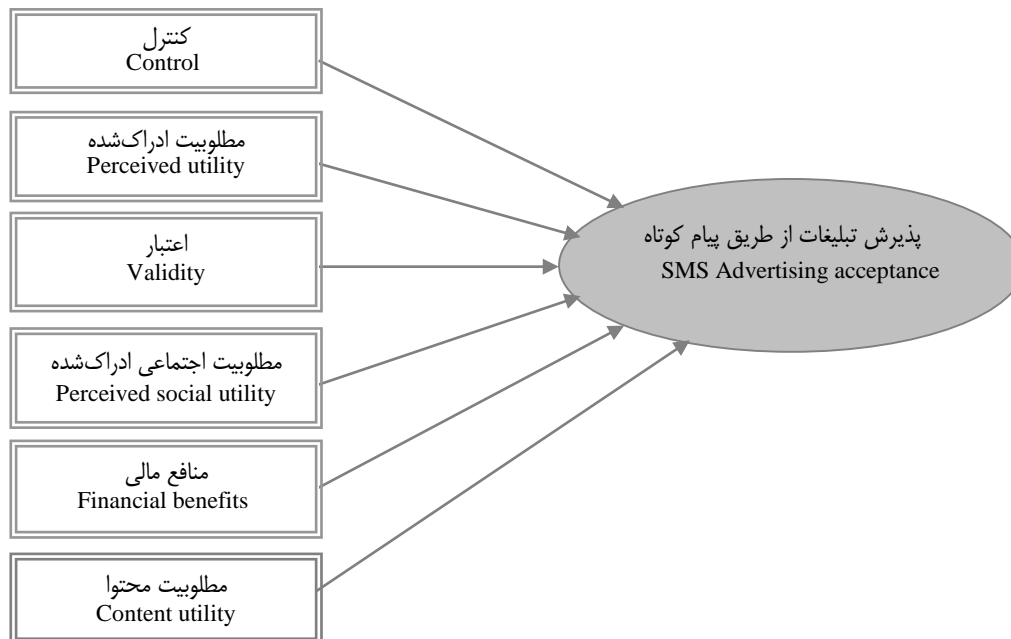 کنترل
Control
مطلوبیت ادراک‌شده
Perceived utility
اعتبار
Validity
مطلوبیت اجتماعی ادراک‌شده
Perceived social utility
منافع مالی
Financial benefits
مطلوبیت محتوا
Content utility
پذیرش تبلیغات از طریق پیام کوتاه
SMS Advertising acceptance